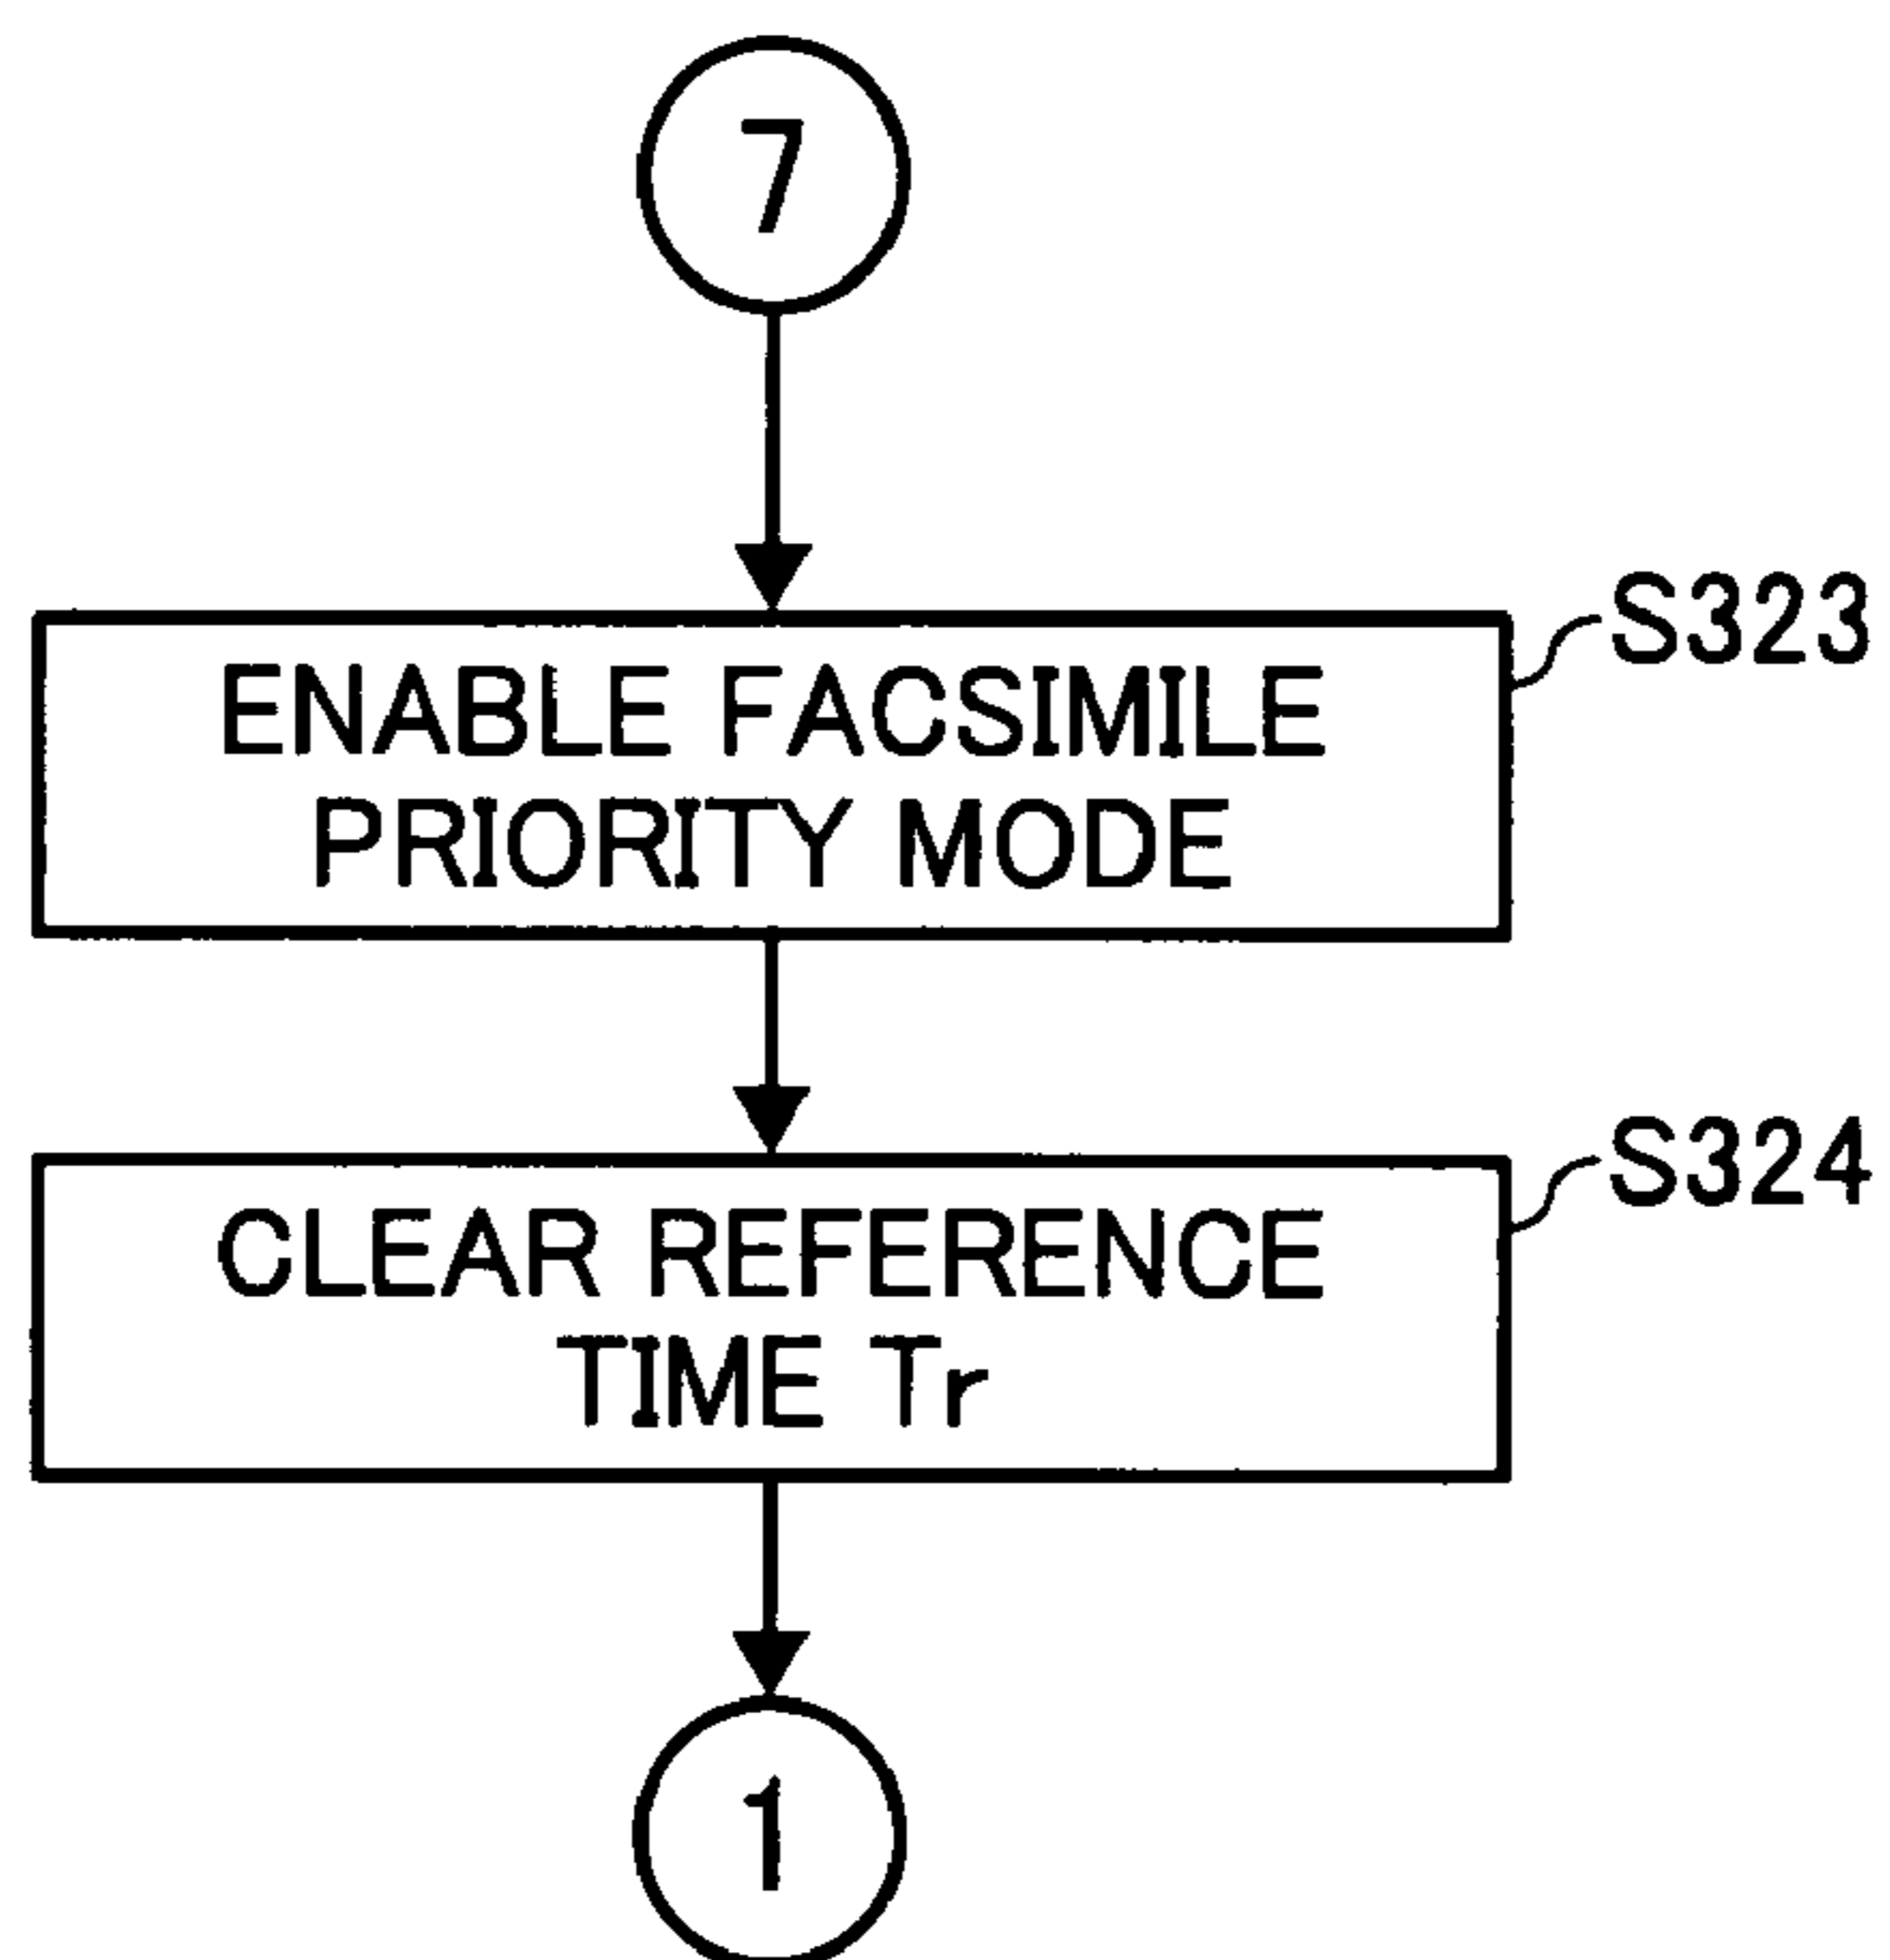 7
S323
ENABLE FACSIMILE
PRIORITY MODE
S324
CLEAR REFERENCE
TIME Tr
1